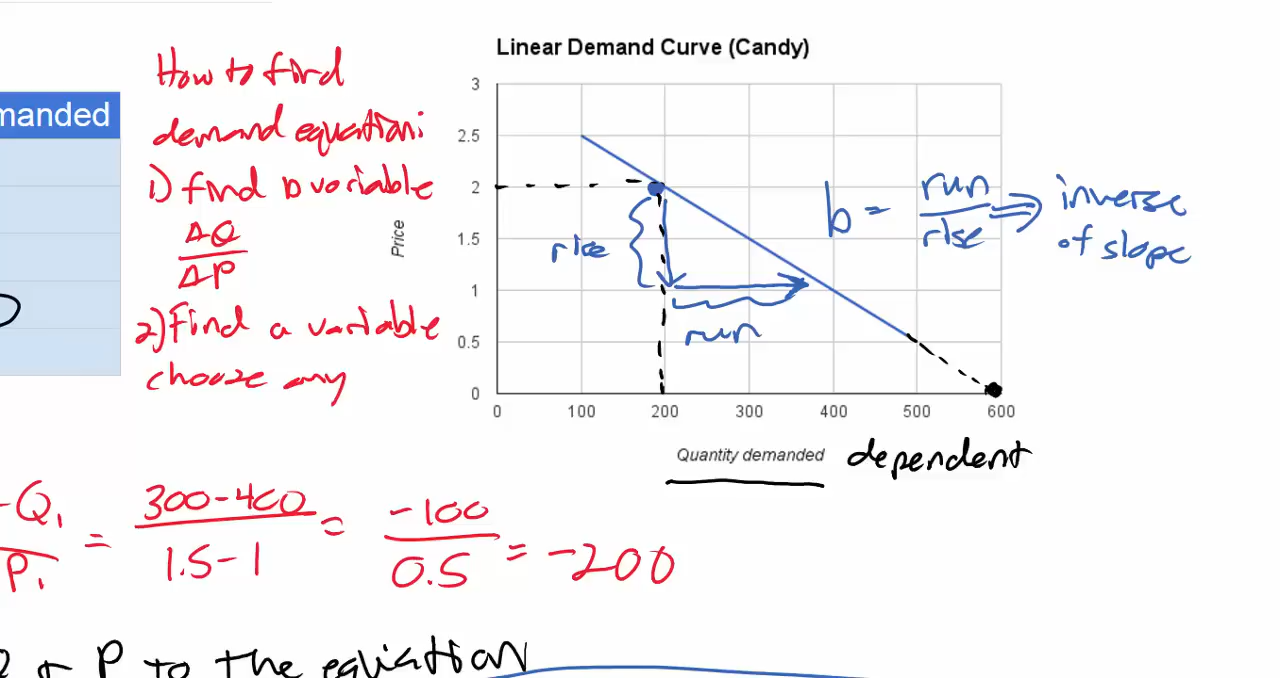 manded
How to find
demand equation:
1) find b variable
ΔQ
ΔP
2) Find a variable
choose any
Linear Demand Curve (Candy)
3
2.5
2
1.5
1
0.5
0
Price
0 100 200 300 400 500 600
Quantity demanded
dependent
rise
run
b = run
rise
⇒ inverse
of slope
-Q₁
P₁
= 300-400
1.5-1
= -100
0.5
= -200
+ P to the equation